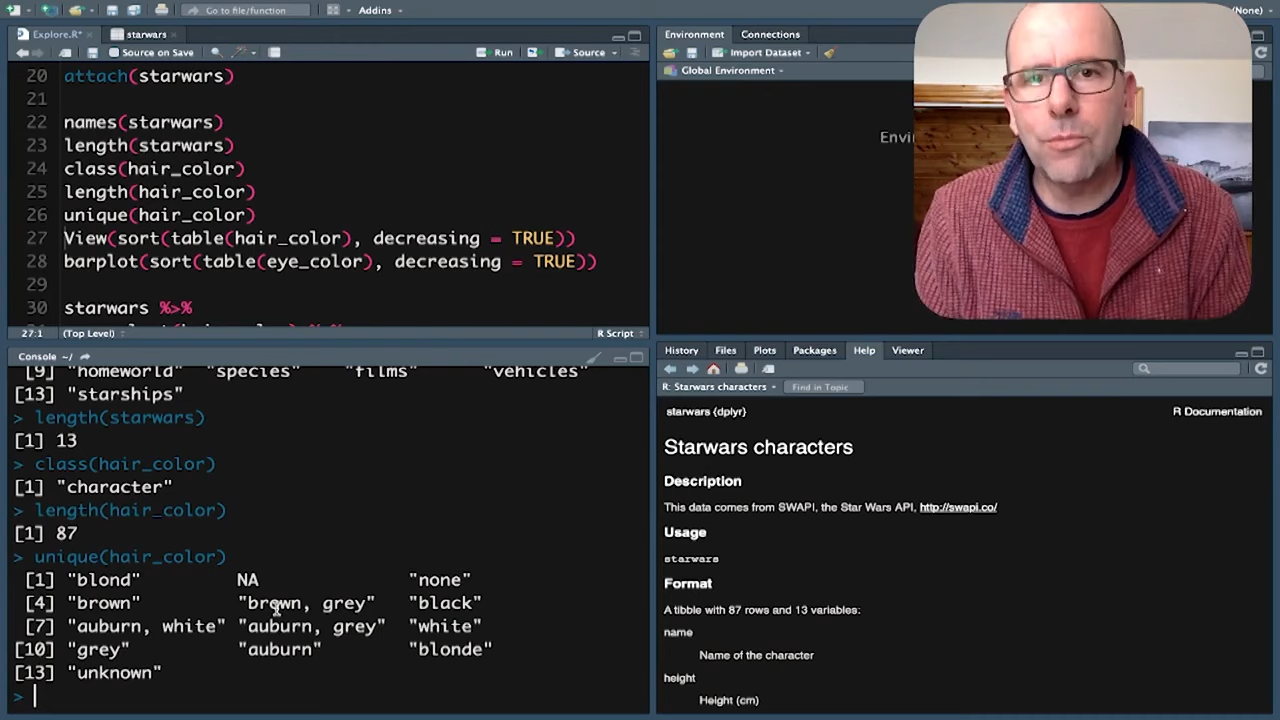 Go to file/function
Addins
(None)
Explore.R*
starwars
Source on Save
Run
Source
20 attach(starwars)
21
22 names(starwars)
23 length(starwars)
24 class(hair_color)
25 length(hair_color)
26 unique(hair_color)
27 View(sort(table(hair_color), decreasing = TRUE))
28 barplot(sort(table(eye_color), decreasing = TRUE))
29
30 starwars %>%
27:1
(Top Level)
R Script
Console ~/
[9] "homeworld" "species" "films" "vehicles"
[13] "starships"
> length(starwars)
[1] 13
> class(hair_color)
[1] "character"
> length(hair_color)
[1] 87
> unique(hair_color)
[1] "blond" NA "none"
[4] "brown" "brown, grey" "black"
[7] "auburn, white" "auburn, grey" "white"
[10] "grey" "auburn" "blonde"
[13] "unknown"
>
Environment Connections
Import Dataset
Global Environment
History Files Plots Packages Help Viewer
R: Starwars characters
Find in Topic
starwars {dplyr}
R Documentation
Starwars characters
Description
This data comes from SWAPI, the Star Wars API, http://swapi.co/
Usage
starwars
Format
A tibble with 87 rows and 13 variables:
name
Name of the character
height
Height (cm)